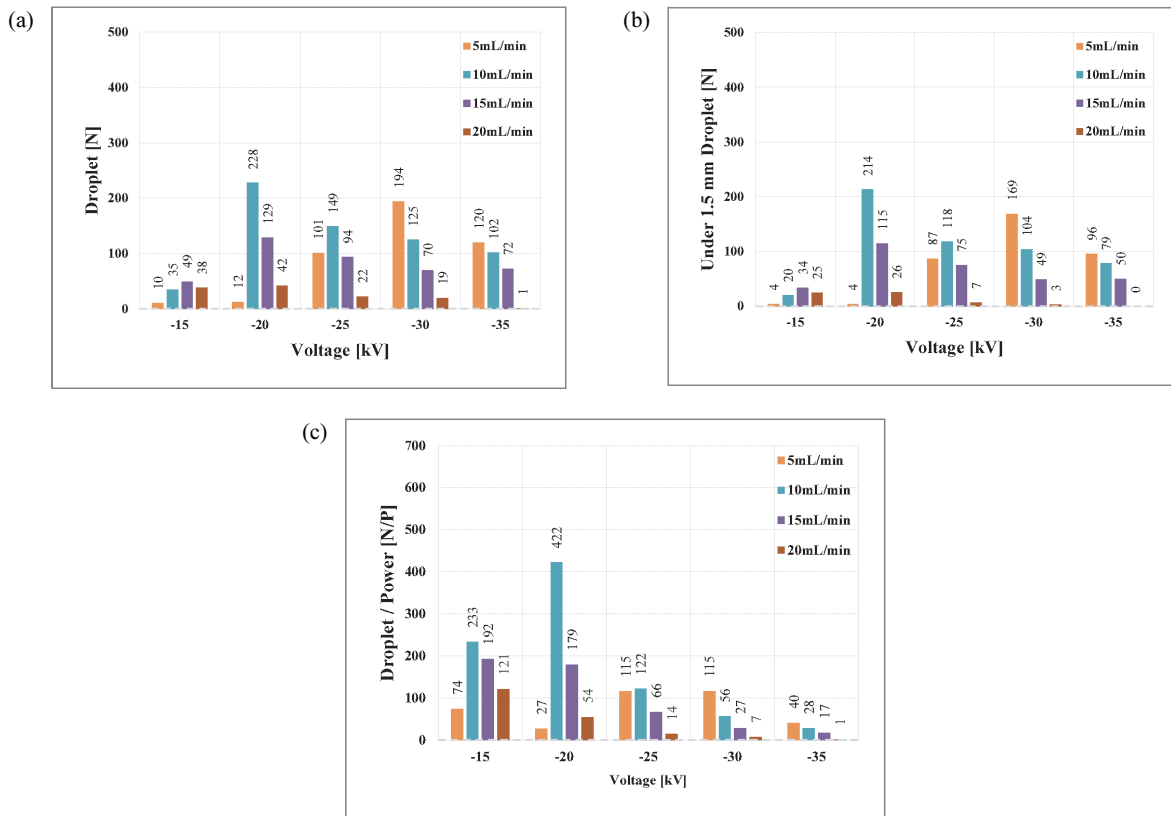 (a)
500
400
300
200
100
0
Droplet [N]
5mL/min
10mL/min
15mL/min
20mL/min
10 35 49 38
12 228 129 42
101 149 94 22
194 125 70 19
120 102 72 1
-15 -20 -25 -30 -35
Voltage [kV]
(b)
500
400
300
200
100
0
Under 1.5 mm Droplet [N]
5mL/min
10mL/min
15mL/min
20mL/min
4 20 34 25
4 214 115 26
87 118 75 7
169 104 49 3
96 79 50 0
-15 -20 -25 -30 -35
Voltage [kV]
(c)
700
600
500
400
300
200
100
0
Droplet / Power [N/P]
5mL/min
10mL/min
15mL/min
20mL/min
74 233 192 121
27 422 179 54
115 122 66 14
115 56 27 7
40 28 17 1
-15 -20 -25 -30 -35
Voltage [kV]